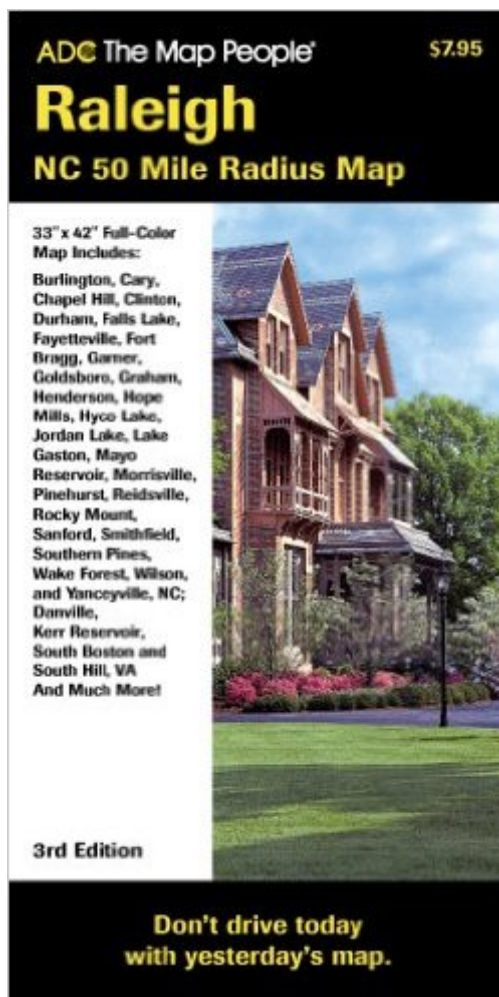 ADC The Map People®
$7.95
Raleigh
NC 50 Mile Radius Map
33"x 42" Full-Color
Map Includes:
Burlington, Cary,
Chapel Hill, Clinton,
Durham, Falls Lake,
Fayetteville, Fort
Bragg, Garner,
Goldsboro, Graham,
Henderson, Hope
Mills, Hyco Lake,
Jordan Lake, Lake
Gaston, Mayo
Reservoir, Morrisville,
Pinehurst, Reidsville,
Rocky Mount,
Sanford, Smithfield,
Southern Pines,
Wake Forest, Wilson,
and Yanceyville, NC;
Danville,
Kerr Reservoir,
South Boston and
South Hill, VA
And Much More!
3rd Edition
Don't drive today
with yesterday's map.